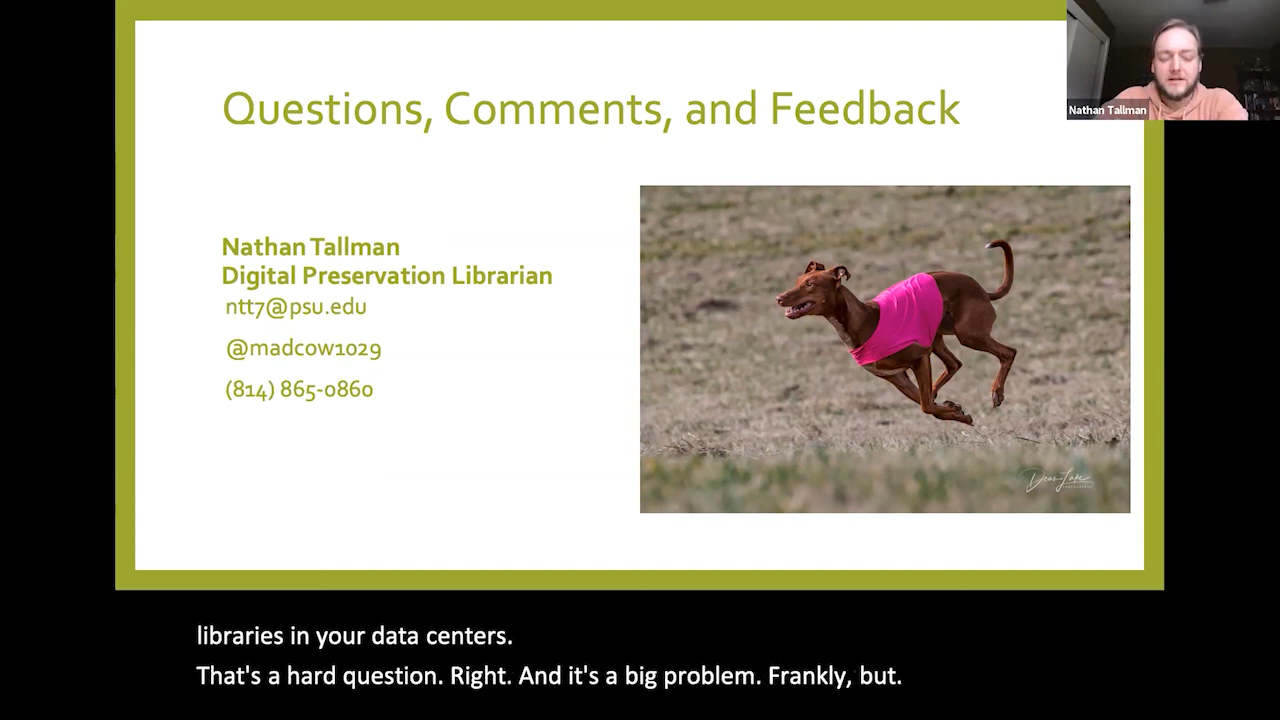 Questions, Comments, and Feedback
Nathan Tallman
Nathan Tallman
Digital Preservation Librarian
ntt7@psu.edu
@madcow1029
(814) 865-0860
libraries in your data centers.
That's a hard question. Right. And it's a big problem. Frankly, but.